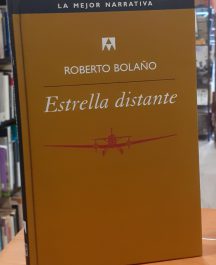 LA MEJOR NARRATIVA
ROBERTO BOLAÑO
Estrella distante